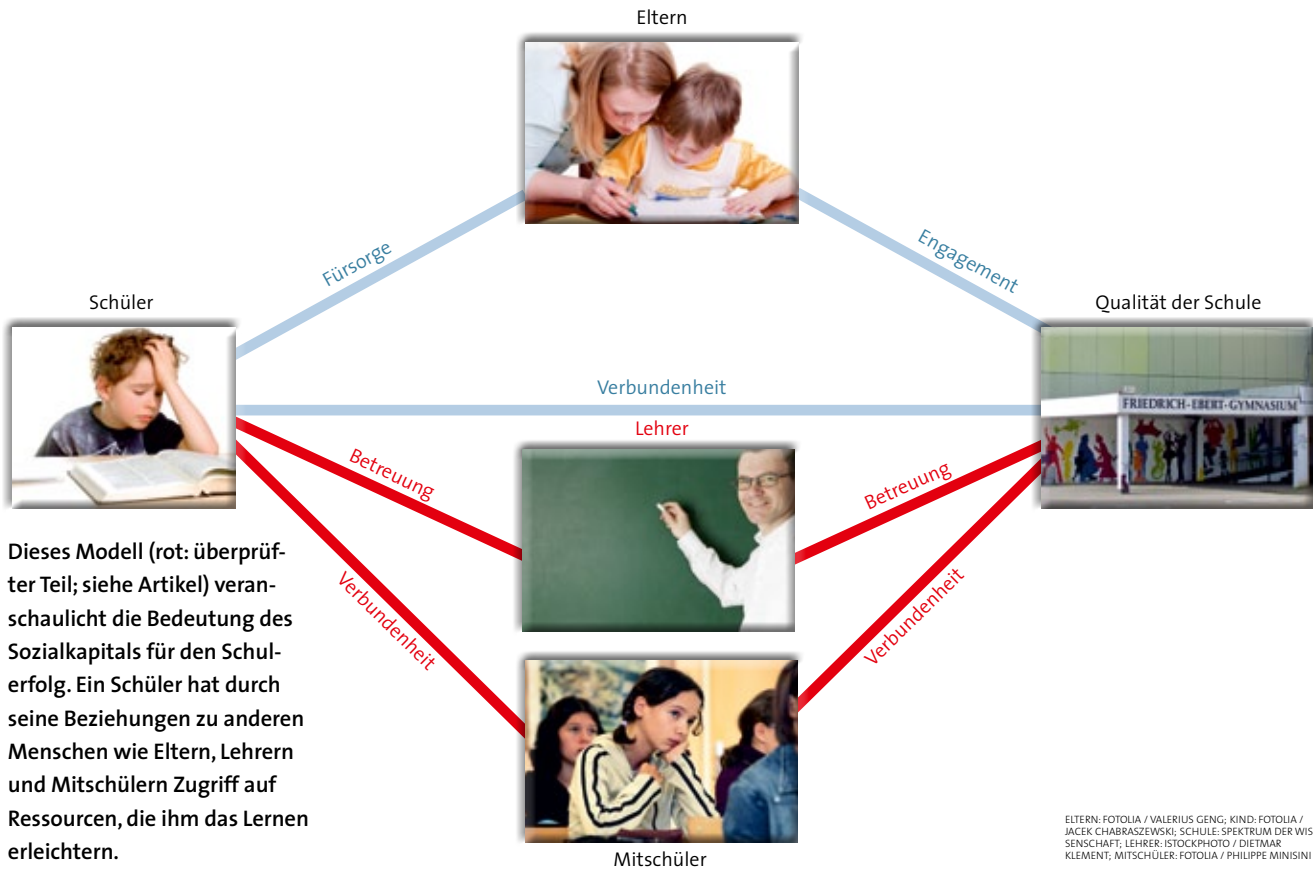 Eltern
Fürsorge
Engagement
Schüler
Qualität der Schule
Verbundenheit
FRIEDRICH-EBERT-GYMNASIUM
Lehrer
Betreuung
Betreuung
Verbundenheit
Verbundenheit
Dieses Modell (rot: überprüf-
ter Teil; siehe Artikel) veran-
schaulicht die Bedeutung des
Sozialkapitals für den Schul-
erfolg. Ein Schüler hat durch
seine Beziehungen zu anderen
Menschen wie Eltern, Lehrern
und Mitschülern Zugriff auf
Ressourcen, die ihm das Lernen
erleichtern.
Mitschüler
ELTERN: FOTOLIA / VALERIUS GENG; KIND: FOTOLIA /
JACEK CHABRASZEWSKI; SCHULE: SPEKTRUM DER WIS
SENSCHAFT; LEHRER: ISTOCKPHOTO / DIETMAR
KLEMENT; MITSCHÜLER: FOTOLIA / PHILIPPE MINISINI